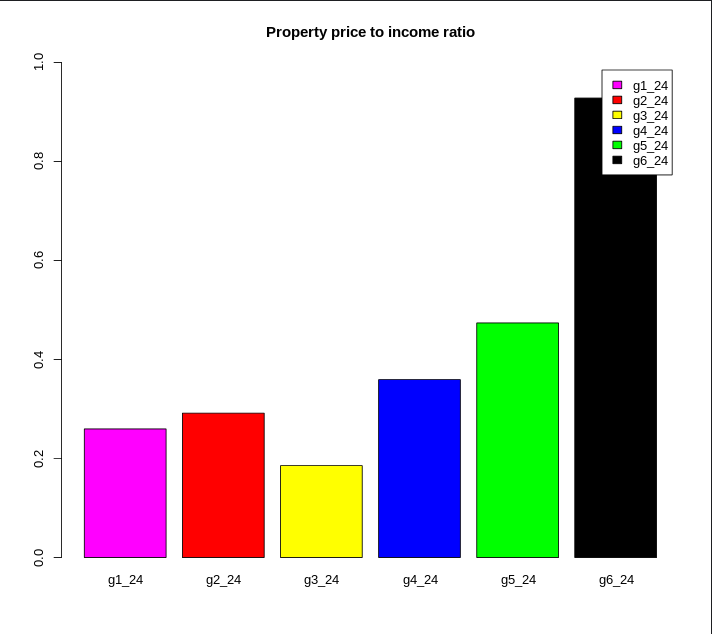 Property price to income ratio
1.0
0.8
0.6
0.4
0.2
0.0
g1_24
g2_24
g3_24
g4_24
g5_24
g6_24
g1_24 g2_24 g3_24 g4_24 g5_24 g6_24